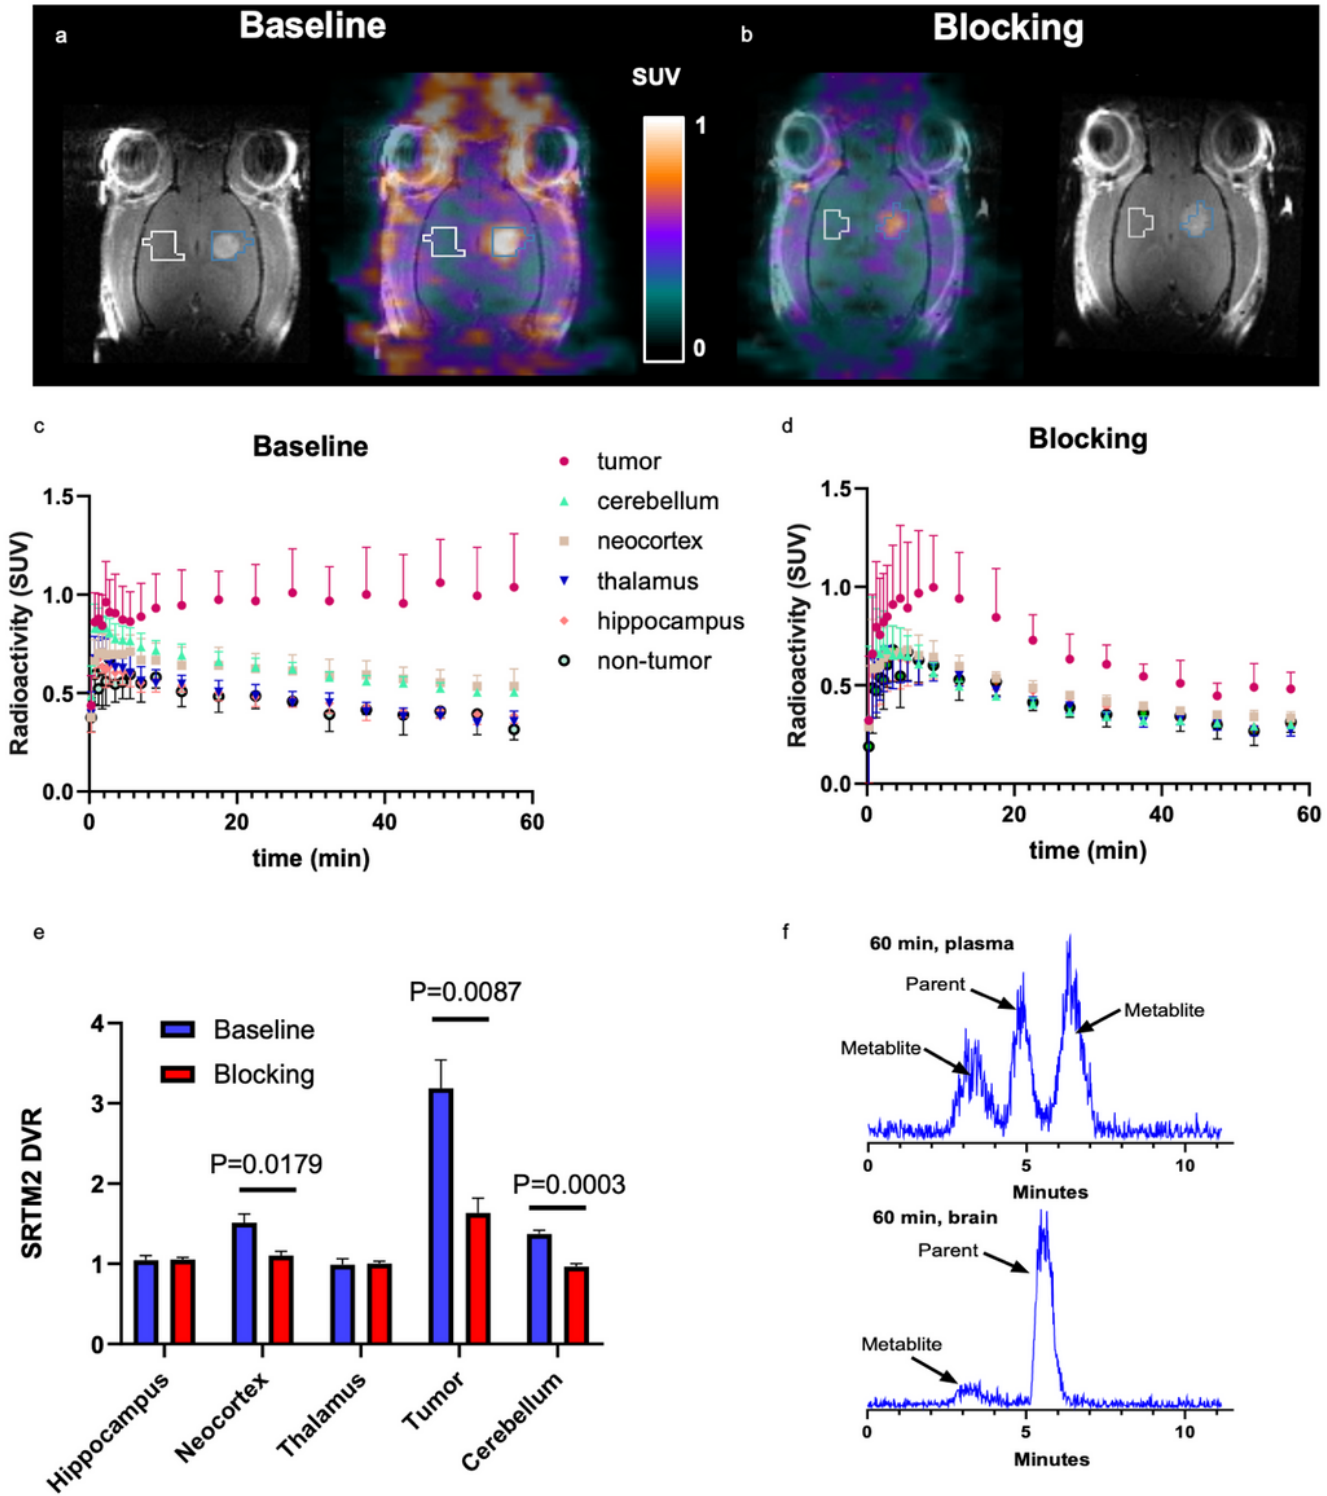 a
Baseline
SUV
1
0
b
Blocking
c
Baseline
Radioactivity (SUV)
1.5
1.0
0.5
0.0
0
20
40
60
time (min)
tumor
cerebellum
neocortex
thalamus
hippocampus
non-tumor
d
Blocking
Radioactivity (SUV)
1.5
1.0
0.5
0.0
0
20
40
60
time (min)
e
SRTM2 DVR
4
3
2
1
0
Baseline
Blocking
P=0.0179
P=0.0087
P=0.0003
Hippocampus
Neocortex
Thalamus
Tumor
Cerebellum
f
60 min, plasma
Parent
Metablite
Metablite
0
5
10
Minutes
60 min, brain
Parent
Metablite
0
5
10
Minutes